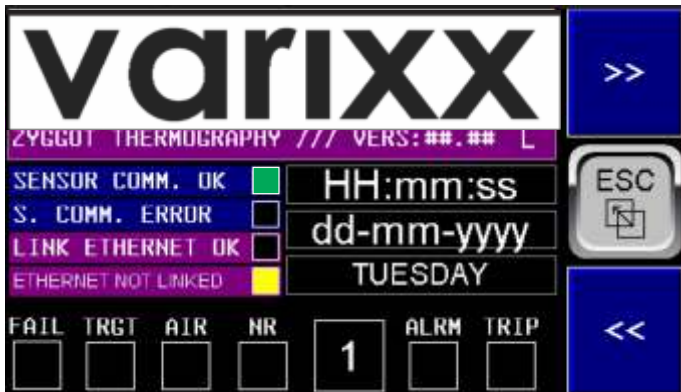 varixx
>>
ZYGGOT THERMOGRAPHY /// VERS:##.## L
SENSOR COMM. OK
HH:mm:ss
ESC
S. COMM. ERROR
dd-mm-yyyy
LINK ETHERNET OK
ETHERNET NOT LINKED
TUESDAY
FAIL TRGT AIR NR 1 ALRM TRIP
<<